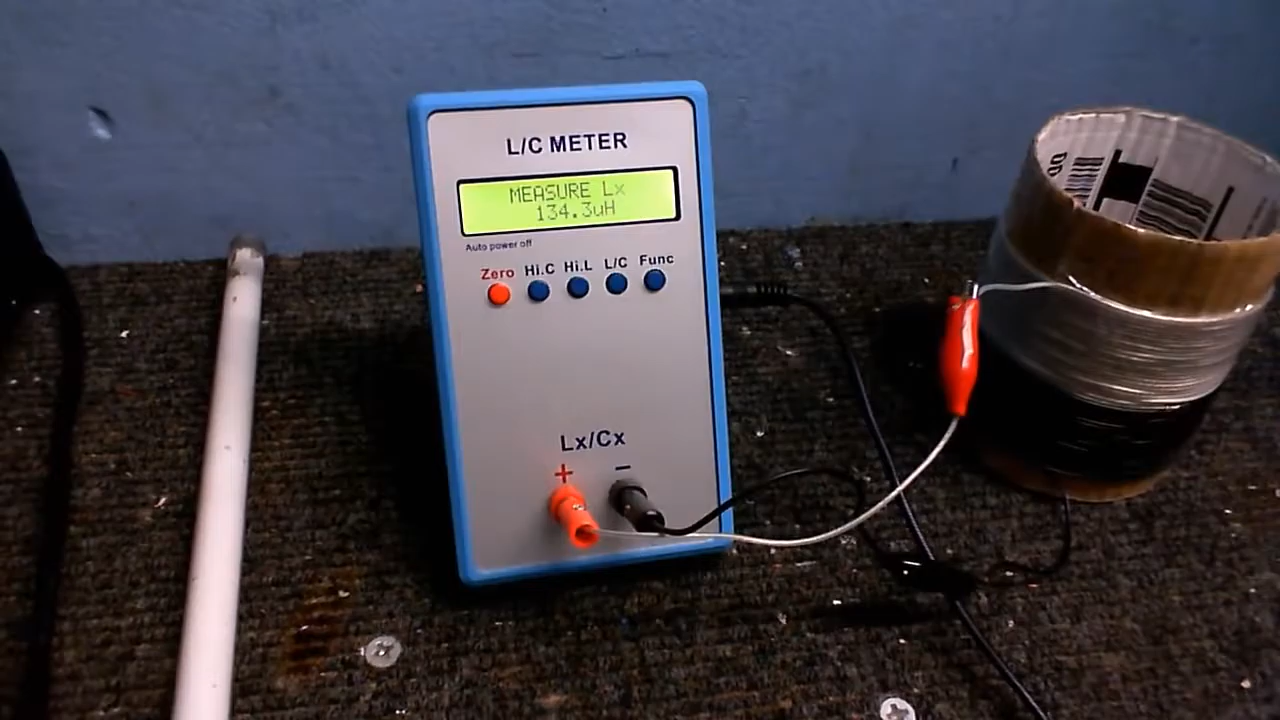 L/C METER
MEASURE Lx
134.3uH
Auto power off
Zero Hi.C Hi.L L/C Func
Lx/Cx
+ −